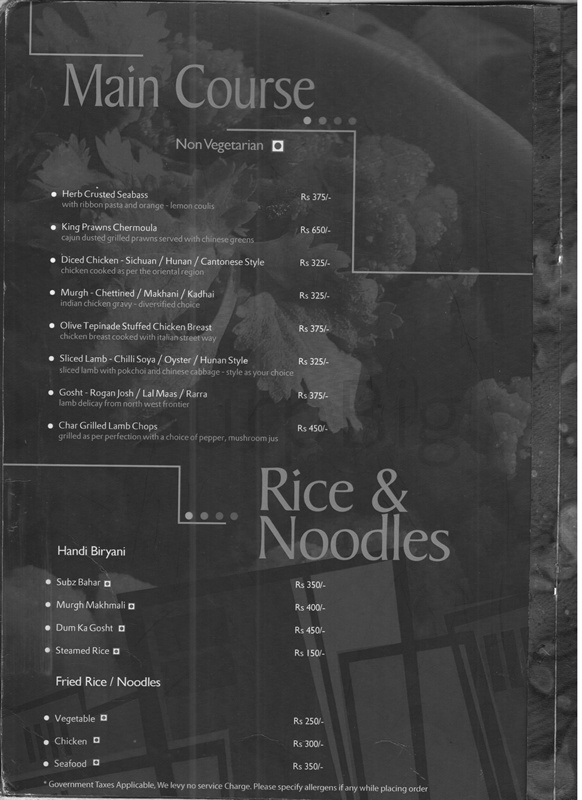 Main Course
Non Vegetarian
Herb Crusted Seabass Rs 375/-
with ribbon pasta and orange - lemon coulis
King Prawns Chermoula Rs 650/-
cajun dusted grilled prawns served with chinese greens
Diced Chicken - Sichuan / Hunan / Cantonese Style Rs 325/-
chicken cooked as per the oriental region
Murgh - Chettined / Makhani / Kadhai Rs 325/-
indian chicken gravy - diversified choice
Olive Tepinade Stuffed Chicken Breast Rs 375/-
chicken breast cooked with italian street way
Sliced Lamb - Chilli Soya / Oyster / Hunan Style Rs 325/-
sliced lamb with pokchoi and chinese cabbage - style as your choice
Gosht - Rogan Josh / Lal Maas / Rarra Rs 375/-
lamb delicay from north west frontier
Char Grilled Lamb Chops Rs 450/-
grilled as per perfection with a choice of pepper, mushroom jus
Rice &
Noodles
Handi Biryani
Subz Bahar Rs 350/-
Murgh Makhmali Rs 400/-
Dum Ka Gosht Rs 450/-
Steamed Rice Rs 150/-
Fried Rice / Noodles
Vegetable Rs 250/-
Chicken Rs 300/-
Seafood Rs 350/-
* Government Taxes Applicable, We levy no service Charge. Please specify allergens if any while placing order